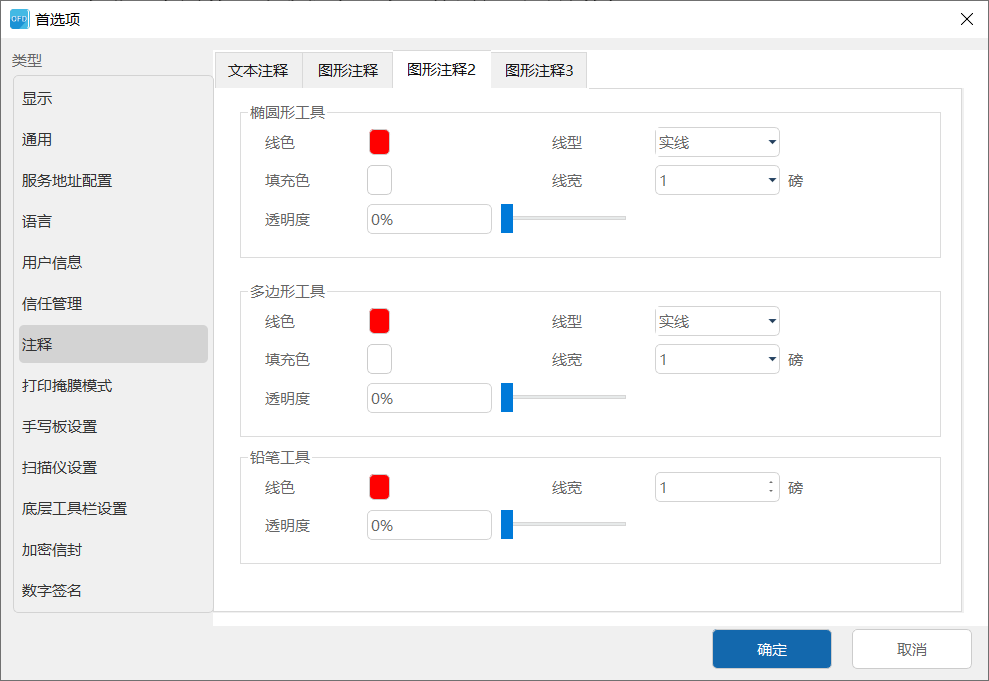 OFD 首选项
类型
显示
通用
服务地址配置
语言
用户信息
信任管理
注释
打印掩膜模式
手写板设置
扫描仪设置
底层工具栏设置
加密信封
数字签名
文本注释 图形注释 图形注释2 图形注释3
椭圆形工具
线色 线型 实线
填充色 线宽 1 磅
透明度 0%
多边形工具
线色 线型 实线
填充色 线宽 1 磅
透明度 0%
铅笔工具
线色 线宽 1 磅
透明度 0%
确定 取消